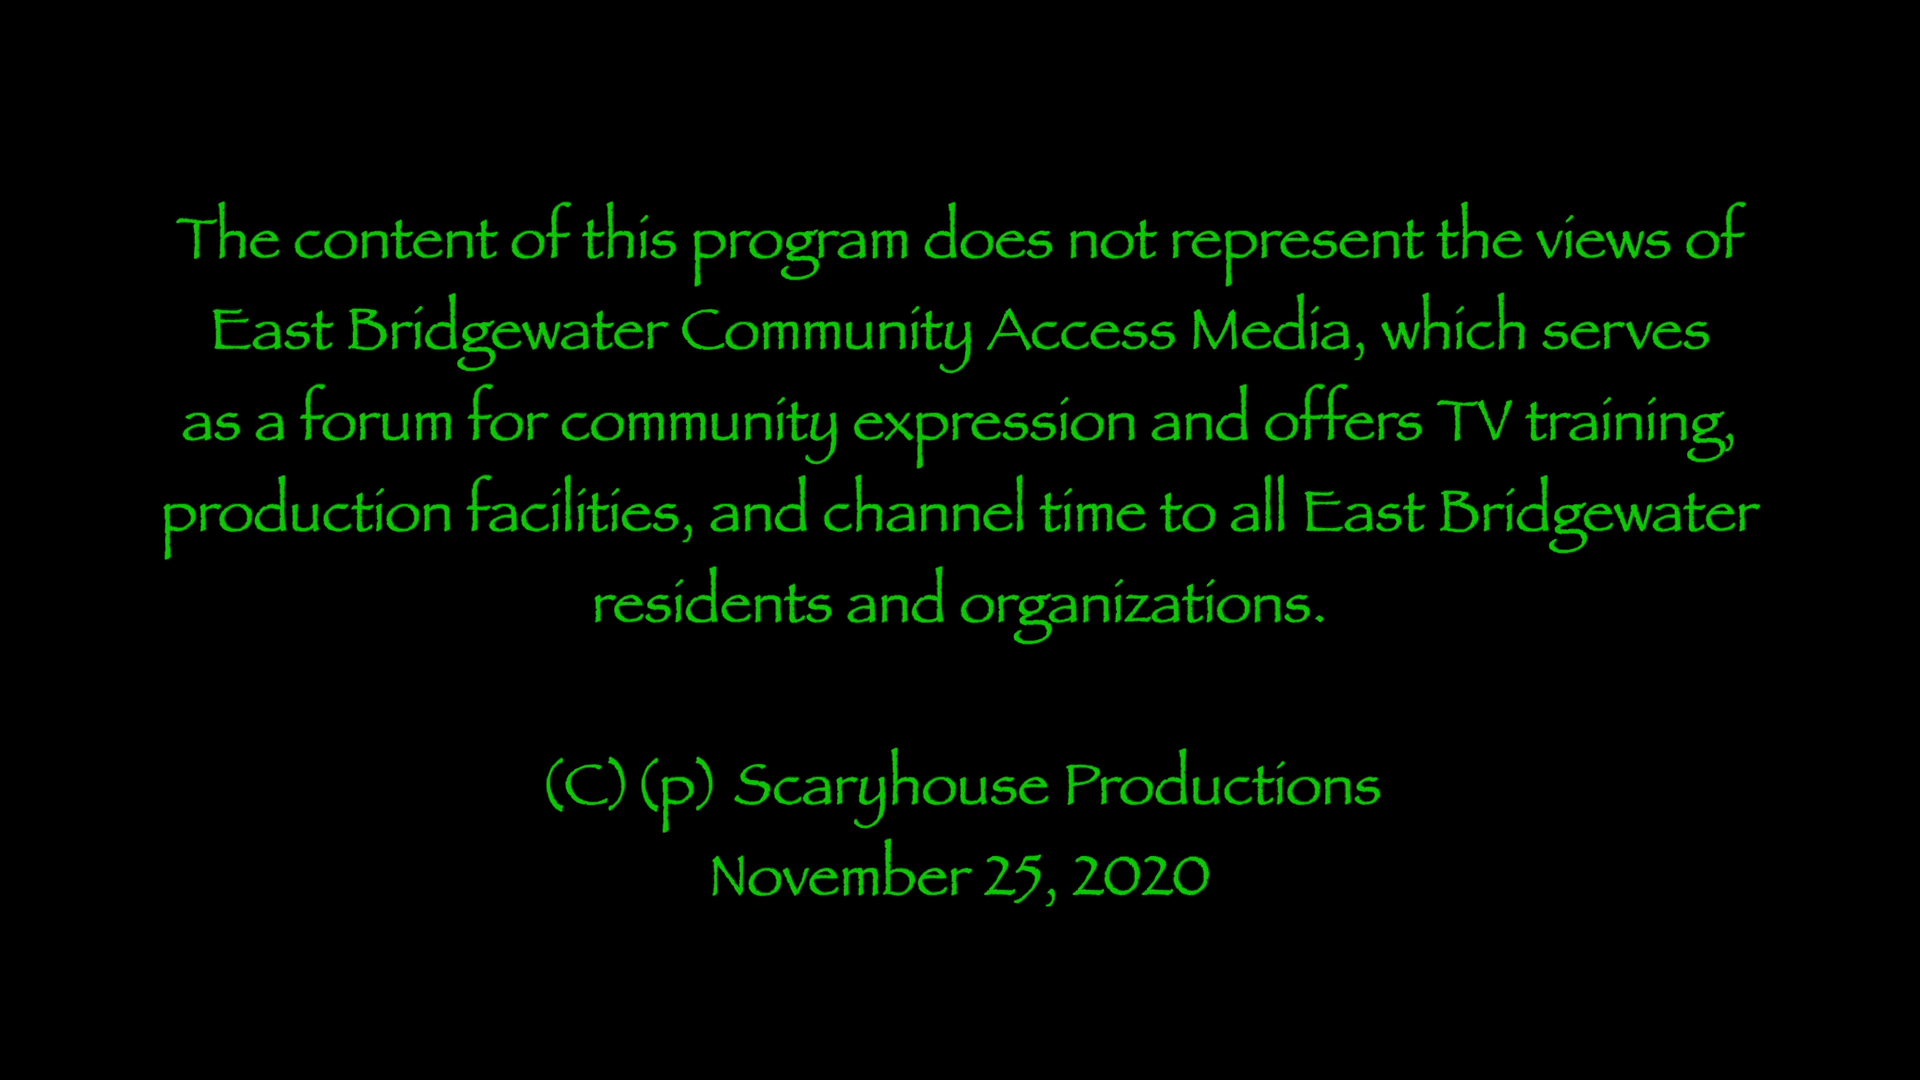 The content of this program does not represent the views of
East Bridgewater Community Access Media, which serves
as a forum for community expression and offers TV training,
production facilities, and channel time to all East Bridgewater
residents and organizations.
(C) (p) Scaryhouse Productions
November 25, 2020